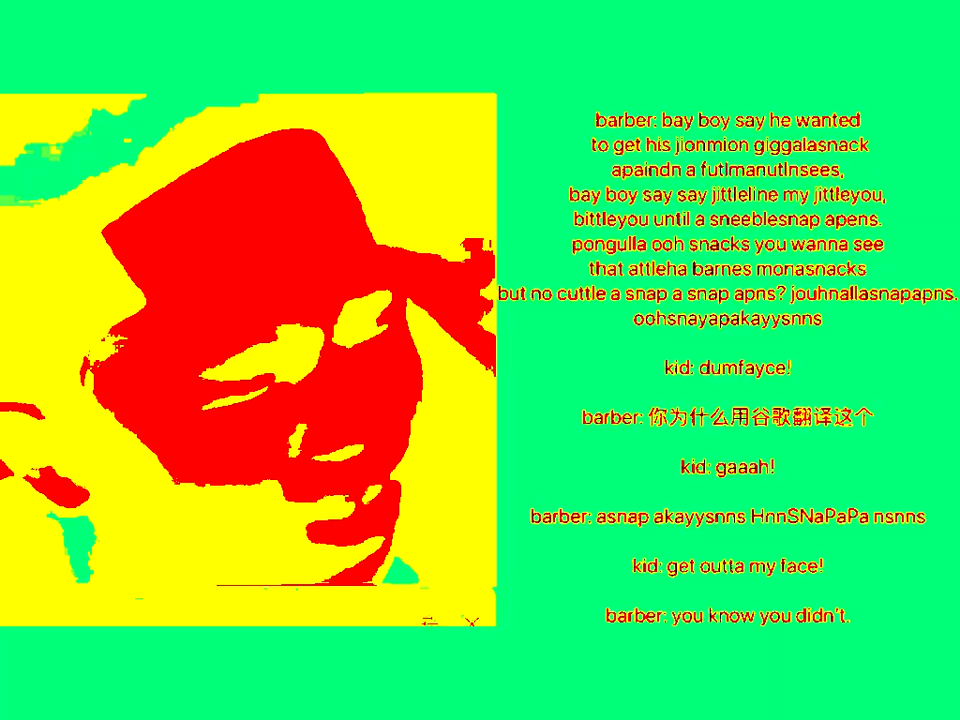 barber: bay boy say he wanted
to get his jionmion giggalasnack
apaindn a futlmanutlnsees,
bay boy say say jittleline my jittleyou,
bittleyou until a sneeblesnap apens.
pongulla ooh snacks you wanna see
that attleha barnes monasnacks
but no cuttle a snap a snap apns? jouhnallasnapapns.
oohsnayapakayysnns
kid: dumfayce!
barber: 你为什么用谷歌翻译这个
kid: gaaah!
barber: asnap akayysnns HnnSNaPaPa nsnns
kid: get outta my face!
barber: you know you didn't.